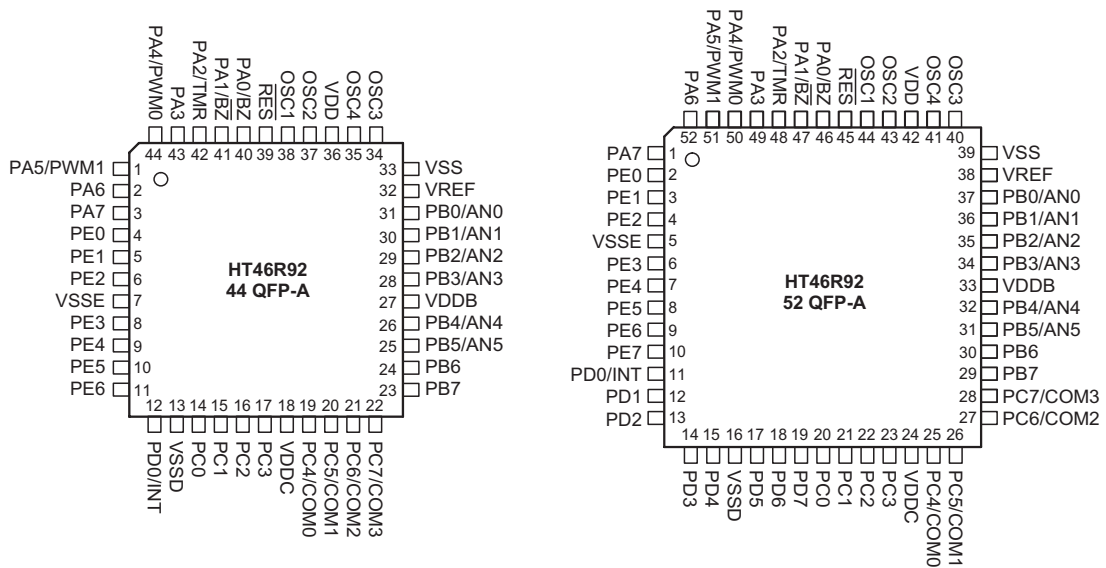 PA4/PWM0
PA3
PA2/TMR
PA1/BZ
PA0/BZ
RES
OSC1
OSC2
VDD
OSC4
OSC3
44 43 42 41 40 39 38 37 36 35 34
PA5/PWM1 1
PA6 2
PA7 3
PE0 4
PE1 5
PE2 6
VSSE 7
PE3 8
PE4 9
PE5 10
PE6 11
HT46R92
44 QFP-A
33 VSS
32 VREF
31 PB0/AN0
30 PB1/AN1
29 PB2/AN2
28 PB3/AN3
27 VDDB
26 PB4/AN4
25 PB5/AN5
24 PB6
23 PB7
12 13 14 15 16 17 18 19 20 21 22
PD0/INT
VSSD
PC0
PC1
PC2
PC3
VDDC
PC4/COM0
PC5/COM1
PC6/COM2
PC7/COM3
PA6
PA5/PWM1
PA4/PWM0
PA3
PA2/TMR
PA1/BZ
PA0/BZ
RES
OSC1
OSC2
VDD
OSC4
OSC3
52 51 50 49 48 47 46 45 44 43 42 41 40
PA7 1
PE0 2
PE1 3
PE2 4
VSSE 5
PE3 6
PE4 7
PE5 8
PE6 9
PE7 10
PD0/INT 11
PD1 12
PD2 13
HT46R92
52 QFP-A
39 VSS
38 VREF
37 PB0/AN0
36 PB1/AN1
35 PB2/AN2
34 PB3/AN3
33 VDDB
32 PB4/AN4
31 PB5/AN5
30 PB6
29 PB7
28 PC7/COM3
27 PC6/COM2
14 15 16 17 18 19 20 21 22 23 24 25 26
PD3
PD4
VSSD
PD5
PD6
PD7
PC0
PC1
PC2
PC3
VDDC
PC4/COM0
PC5/COM1